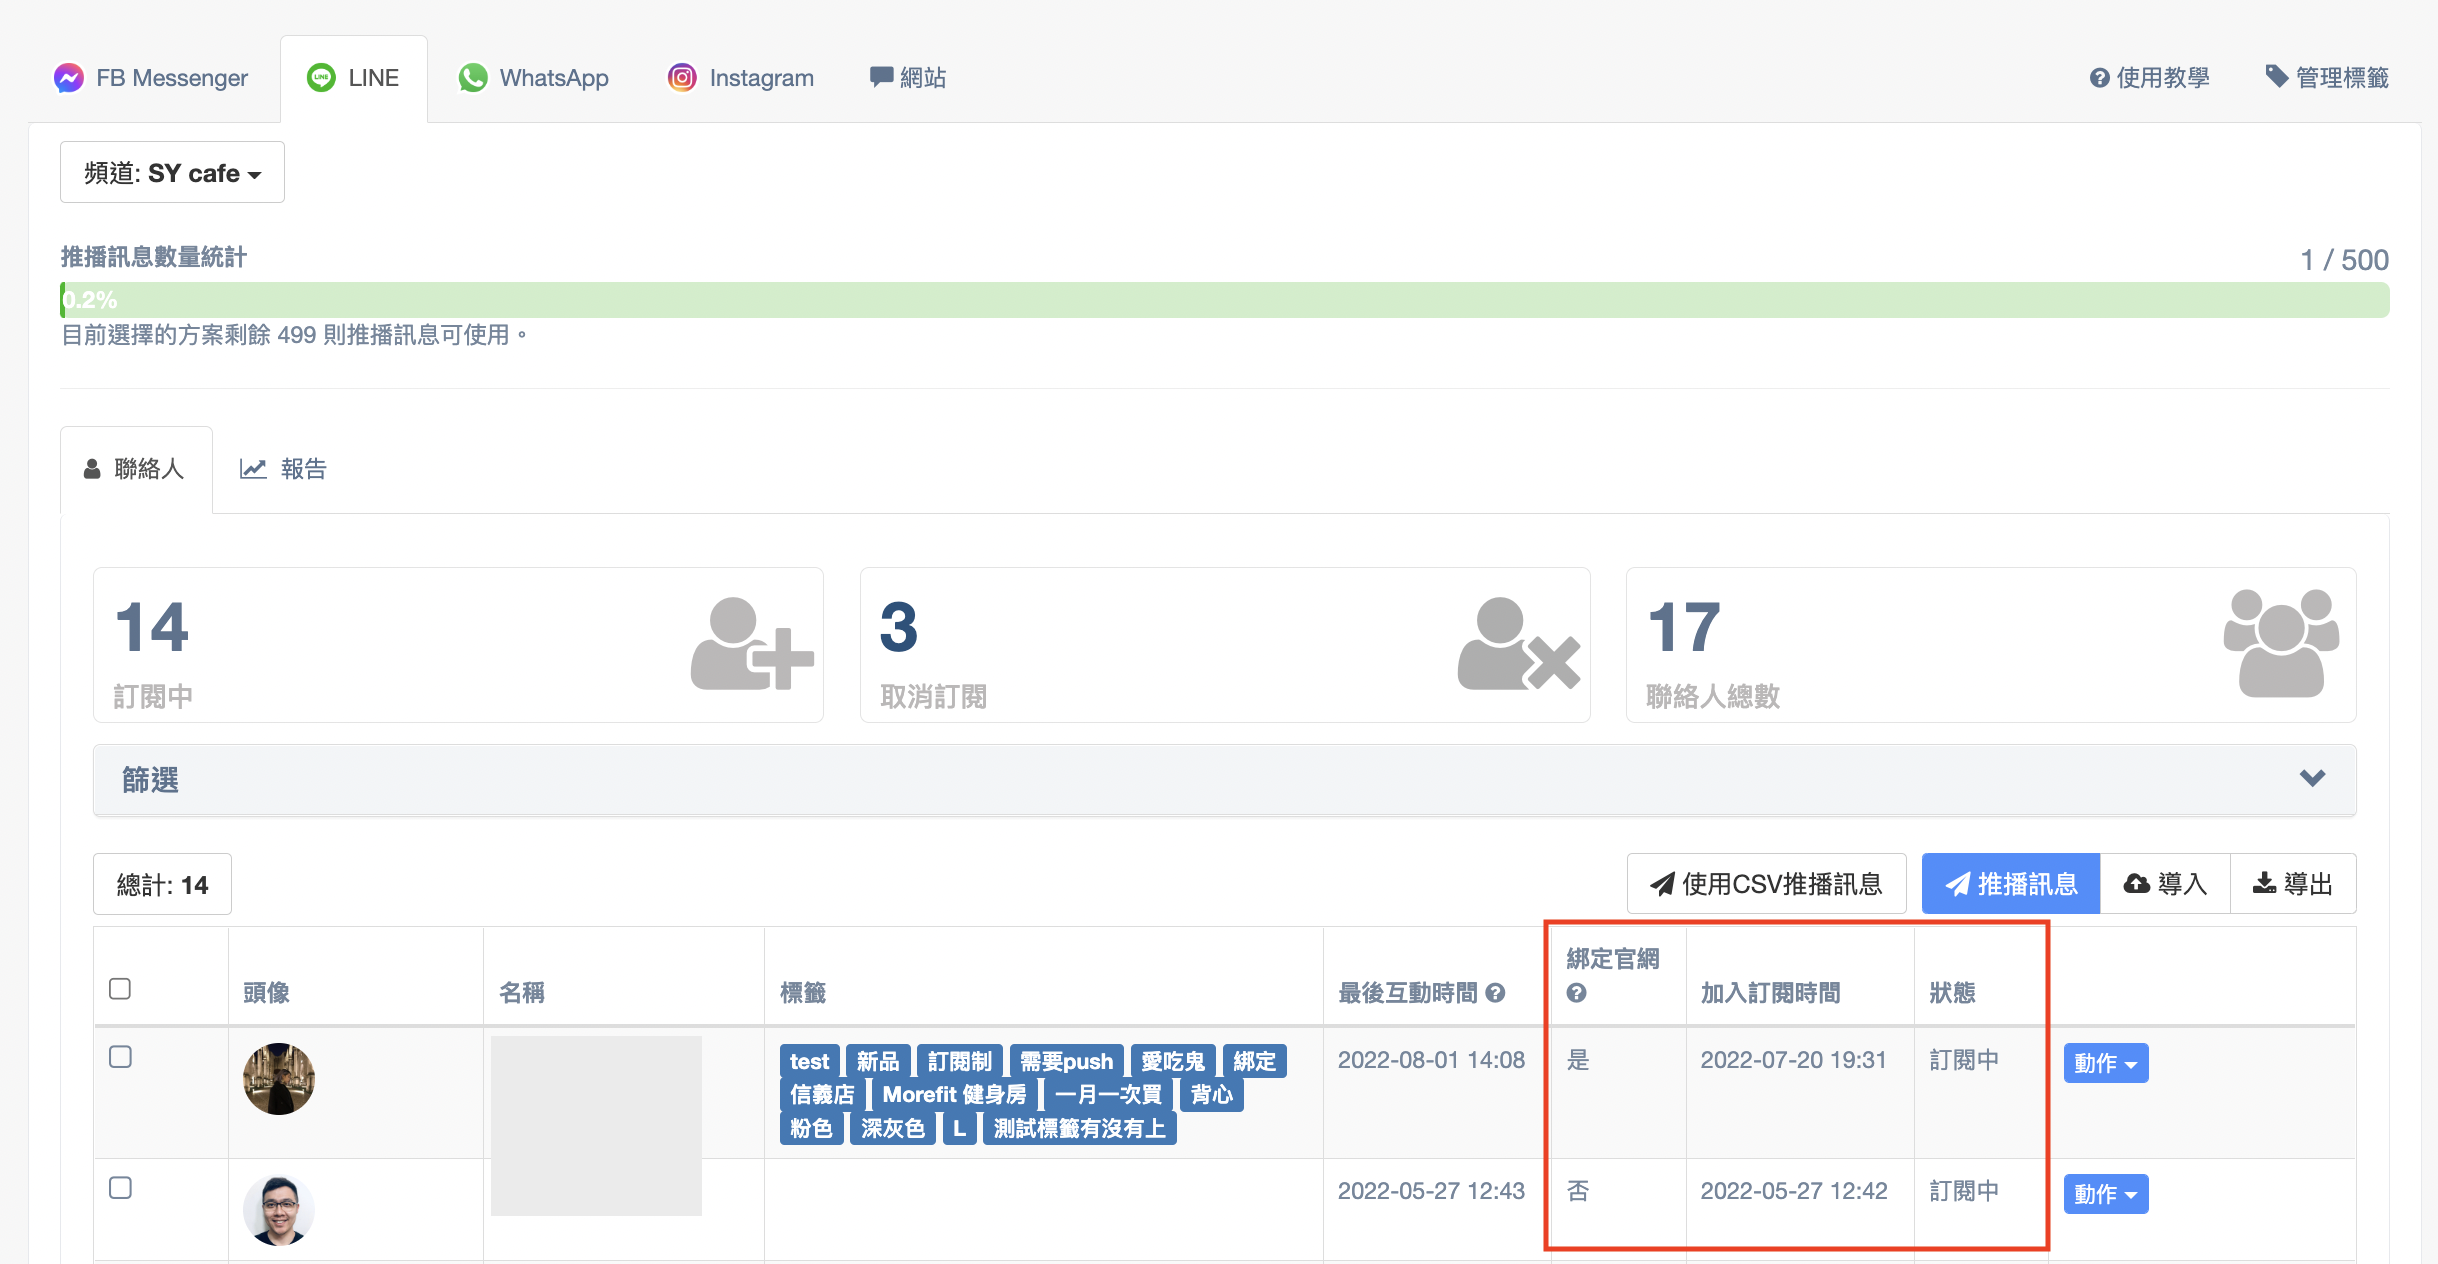 FB Messenger
LINE
WhatsApp
Instagram
網站
使用教學
管理標籤
頻道: SY cafe
推播訊息數量統計
1 / 500
0.2%
目前選擇的方案剩餘 499 則推播訊息可使用。
聯絡人
報告
14
訂閱中
3
取消訂閱
17
聯絡人總數
篩選
總計: 14
使用CSV推播訊息
推播訊息
導入
導出
頭像
名稱
標籤
最後互動時間
綁定官網
加入訂閱時間
狀態
test 新品 訂閱制 需要push 愛吃鬼 綁定
信義店 Morefit 健身房 一月一次買 背心
粉色 深灰色 L 測試標籤有沒有上
2022-08-01 14:08
是
2022-07-20 19:31
訂閱中
動作
2022-05-27 12:43
否
2022-05-27 12:42
訂閱中
動作